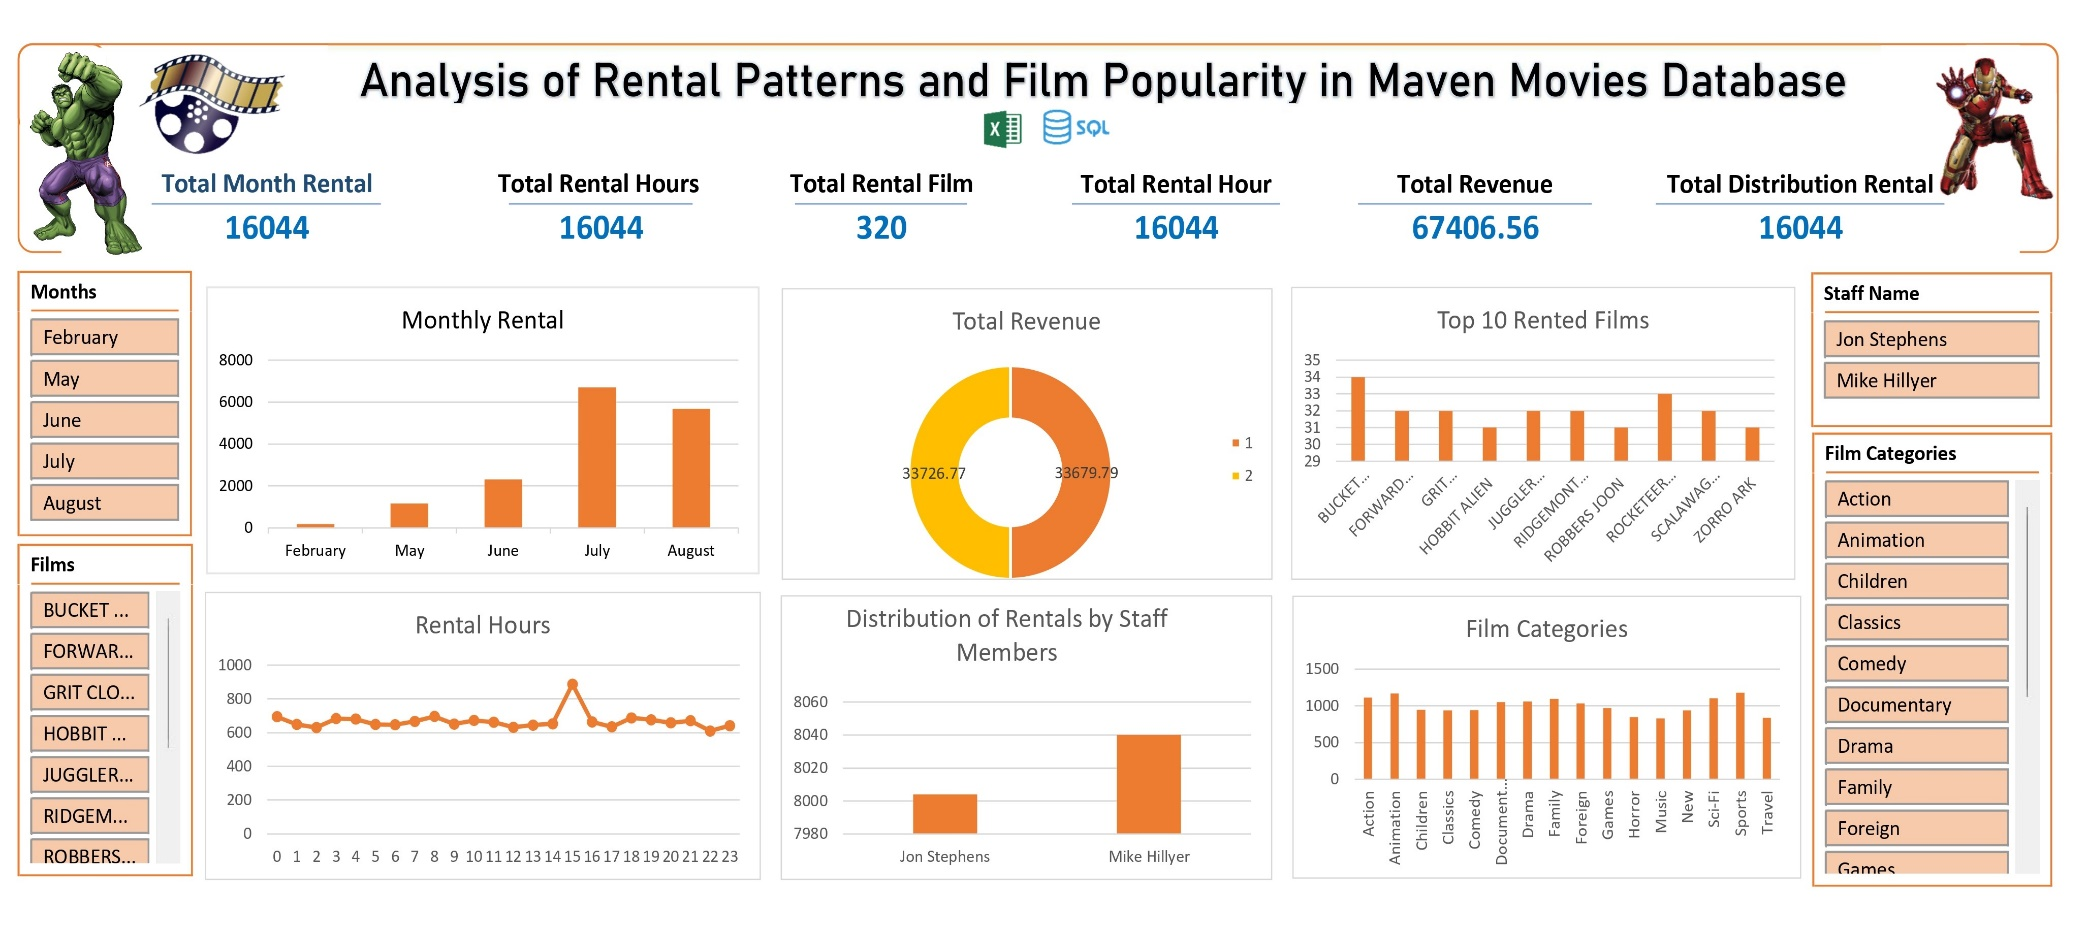 Analysis of Rental Patterns and Film Popularity in Maven Movies Database
X
SQL
Total Month Rental
16044
Total Rental Hours
16044
Total Rental Film
320
Total Rental Hour
16044
Total Revenue
67406.56
Total Distribution Rental
16044
Months
February
May
June
July
August
Films
BUCKET ...
FORWAR...
GRIT CLO...
HOBBIT ...
JUGGLER...
RIDGEM...
ROBBERS...
Monthly Rental
8000
6000
4000
2000
0
February May June July August
Total Revenue
33726.77
33679.79
1
2
Top 10 Rented Films
35
34
33
32
31
30
29
BUCKET...
FORWARD...
GRIT...
HOBBIT ALIEN
JUGGLER...
RIDGEMONT...
ROBBERS JOON
ROCKETEER...
SCALAWAG...
ZORRO ARK
Rental Hours
1000
800
600
400
200
0
0 1 2 3 4 5 6 7 8 9 10 11 12 13 14 15 16 17 18 19 20 21 22 23
Distribution of Rentals by Staff
Members
8060
8040
8020
8000
7980
Jon Stephens Mike Hillyer
Film Categories
1500
1000
500
0
Action
Animation
Children
Classics
Comedy
Document...
Drama
Family
Foreign
Games
Horror
Music
New
Sci-Fi
Sports
Travel
Staff Name
Jon Stephens
Mike Hillyer
Film Categories
Action
Animation
Children
Classics
Comedy
Documentary
Drama
Family
Foreign
Games